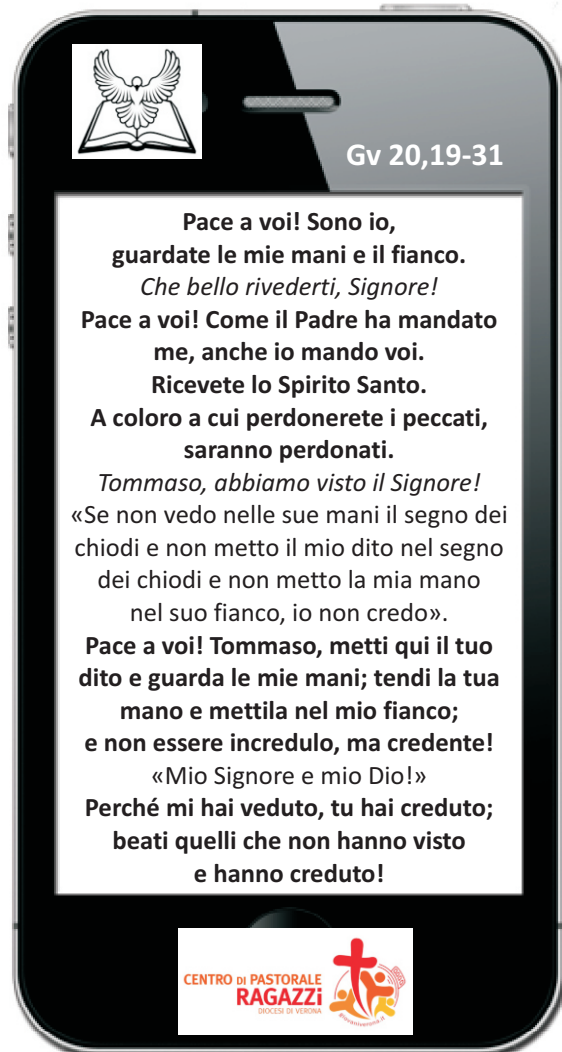 Gv 20,19-31
Pace a voi! Sono io,
guardate le mie mani e il fianco.
Che bello rivederti, Signore!
Pace a voi! Come il Padre ha mandato
me, anche io mando voi.
Ricevete lo Spirito Santo.
A coloro a cui perdonerete i peccati,
saranno perdonati.
Tommaso, abbiamo visto il Signore!
«Se non vedo nelle sue mani il segno dei
chiodi e non metto il mio dito nel segno
dei chiodi e non metto la mia mano
nel suo fianco, io non credo».
Pace a voi! Tommaso, metti qui il tuo
dito e guarda le mie mani; tendi la tua
mano e mettila nel mio fianco;
e non essere incredulo, ma credente!
«Mio Signore e mio Dio!»
Perché mi hai veduto, tu hai creduto;
beati quelli che non hanno visto
e hanno creduto!
CENTRO DI PASTORALE
RAGAZZi
DIOCESI DI VERONA
giovaniverona.it